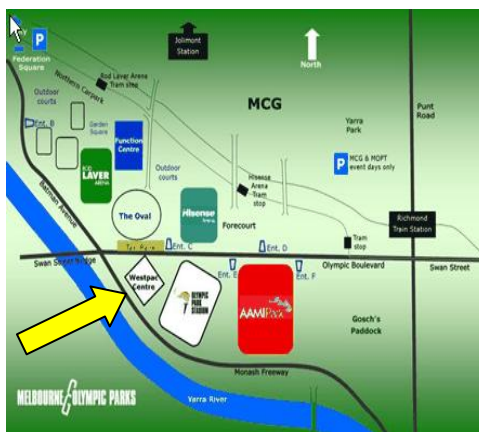 Federation
Square
P
Jolimont
Station
North
Rod Laver Arena
Tram stop
Northern Carpark
MCG
Punt
Road
Outdoor
courts
Ent. B
Garden
Square
Function
Centre
Yarra
Park
ROD
LAVER
ARENA
Outdoor
courts
P
MCG & MOPT
event days only
Hisense
Arena
Tram
stop
Batman Avenue
The Oval
Hisense
Forecourt
Richmond
Train Station
Tram
stop
Ent. C
Ent. D
Swan Street Bridge
Olympic Boulevard
Swan Street
Westpac
Centre
Ent. E
Ent. F
OLYMPIC
PARK
STADIUM
AAMI Park
Gosch's
Paddock
Monash Freeway
MELBOURNE & OLYMPIC PARKS
Yarra River